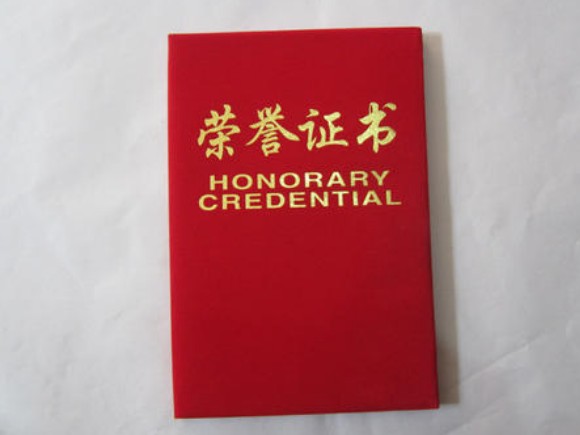 荣誉证书
HONORARY
CREDENTIAL